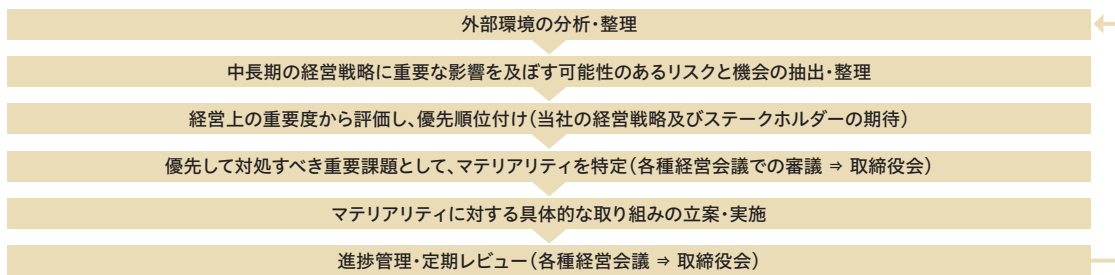 外部環境の分析・整理
中長期の経営戦略に重要な影響を及ぼす可能性のあるリスクと機会の抽出・整理
経営上の重要度から評価し、優先順位付け（当社の経営戦略及びステークホルダーの期待）
優先して対処すべき重要課題として、マテリアリティを特定（各種経営会議での審議 ⇒ 取締役会）
マテリアリティに対する具体的な取り組みの立案・実施
進捗管理・定期レビュー（各種経営会議 ⇒ 取締役会）